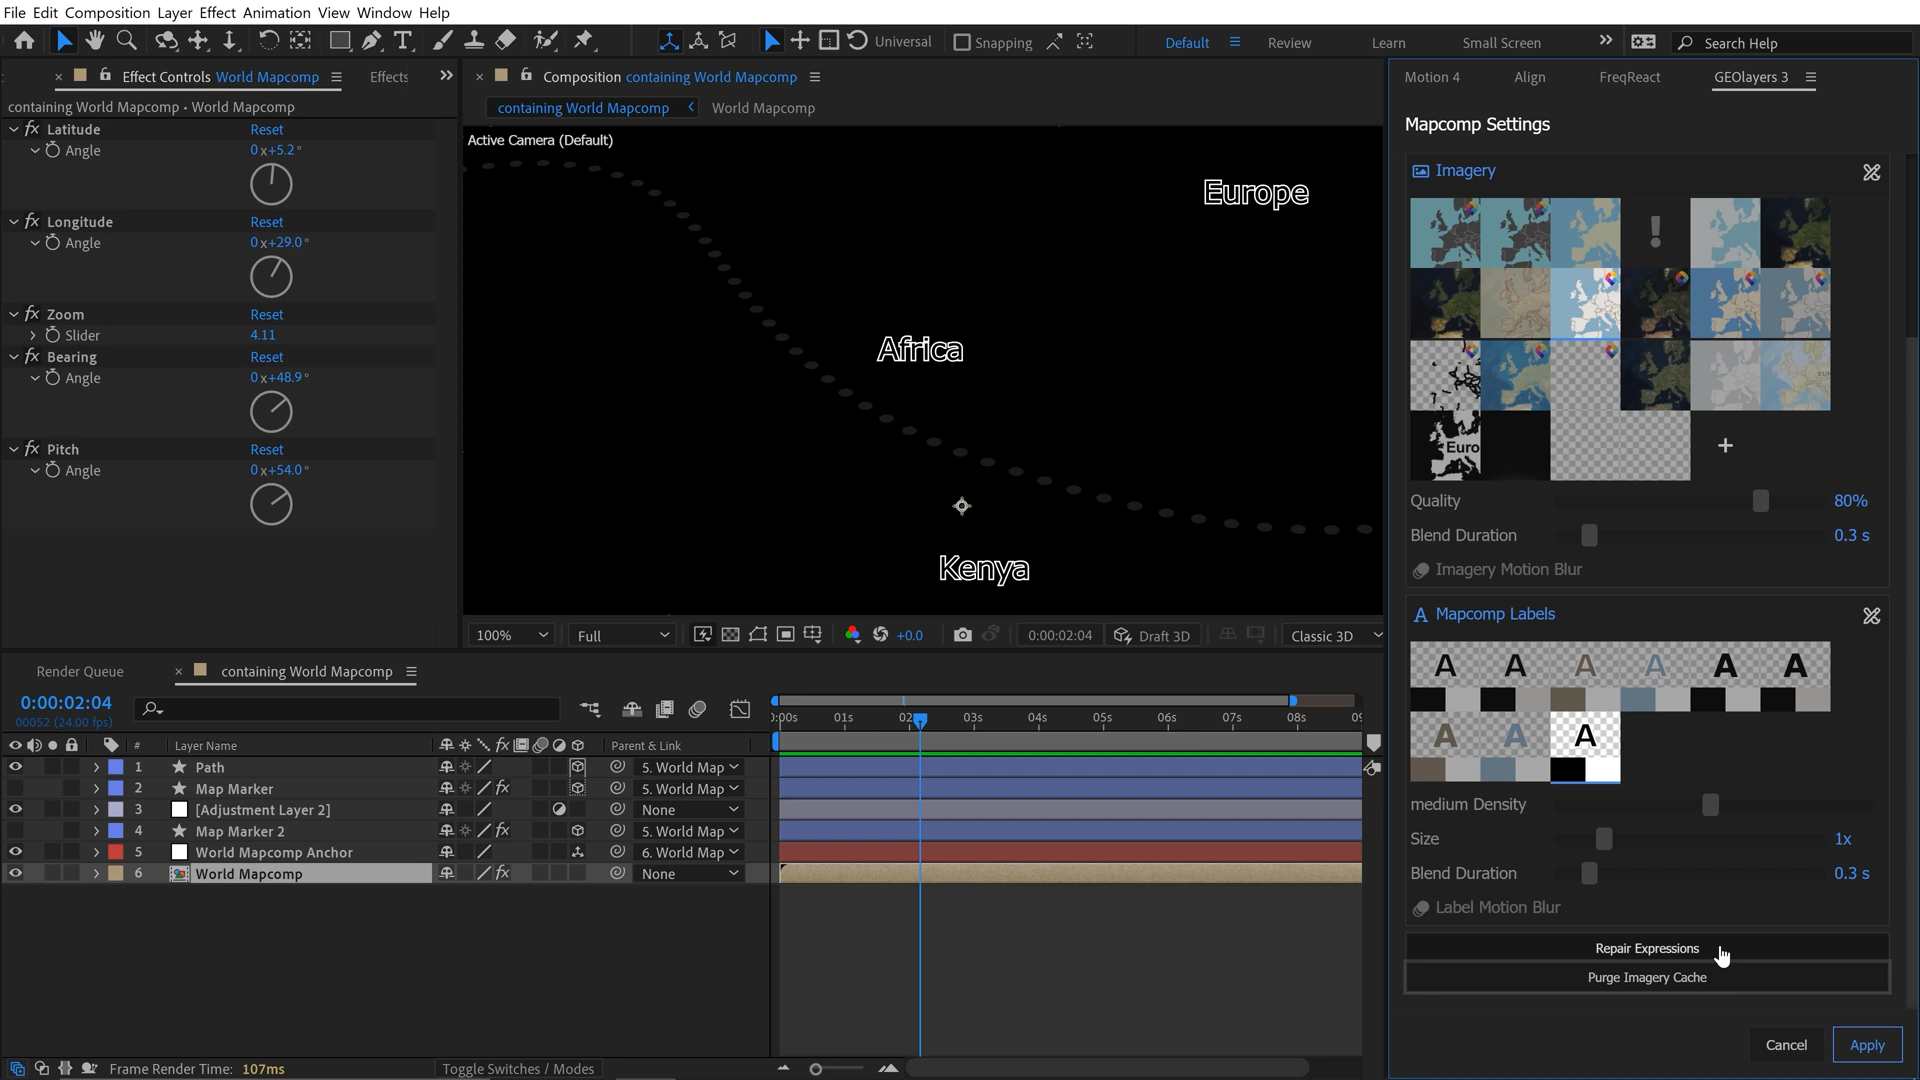 File Edit Composition Layer Effect Animation View Window Help
Universal Snapping Default Review Learn Small Screen Search Help
Effect Controls World Mapcomp Effects
containing World Mapcomp • World Mapcomp
Latitude Reset
Angle 0x+5.2°
Longitude Reset
Angle 0x+29.0°
Zoom Reset
Slider 4.11
Bearing Reset
Angle 0x+48.9°
Pitch Reset
Angle 0x+54.0°
Composition containing World Mapcomp
containing World Mapcomp World Mapcomp
Active Camera (Default)
Europe
Africa
Kenya
100% Full +0.0 0:00:02:04 Draft 3D Classic 3D
Motion 4 Align FreqReact GEOlayers 3
Mapcomp Settings
Imagery
!
Euro
+
Quality 80%
Blend Duration 0.3 s
Imagery Motion Blur
A Mapcomp Labels
A A A A A A
A A A
medium Density
Size 1x
Blend Duration 0.3 s
Label Motion Blur
Repair Expressions
Purge Imagery Cache
Cancel Apply
Render Queue containing World Mapcomp
0:00:02:04
00052 (24.00 fps)
01s 02 03s 04s 05s 06s 07s 08s
# Layer Name Parent & Link
1 Path 5. World Map
2 Map Marker 5. World Map
3 [Adjustment Layer 2] None
4 Map Marker 2 5. World Map
5 World Mapcomp Anchor 6. World Map
6 World Mapcomp None
Frame Render Time: 107ms Toggle Switches / Modes